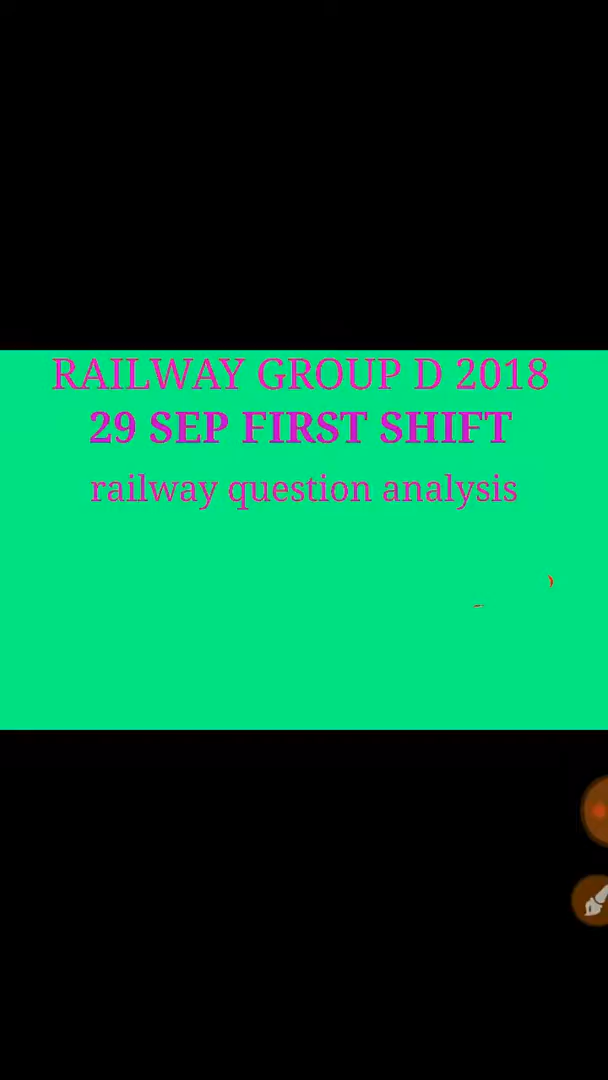 RAILWAY GROUP D 2018
29 SEP FIRST SHIFT
railway question analysis